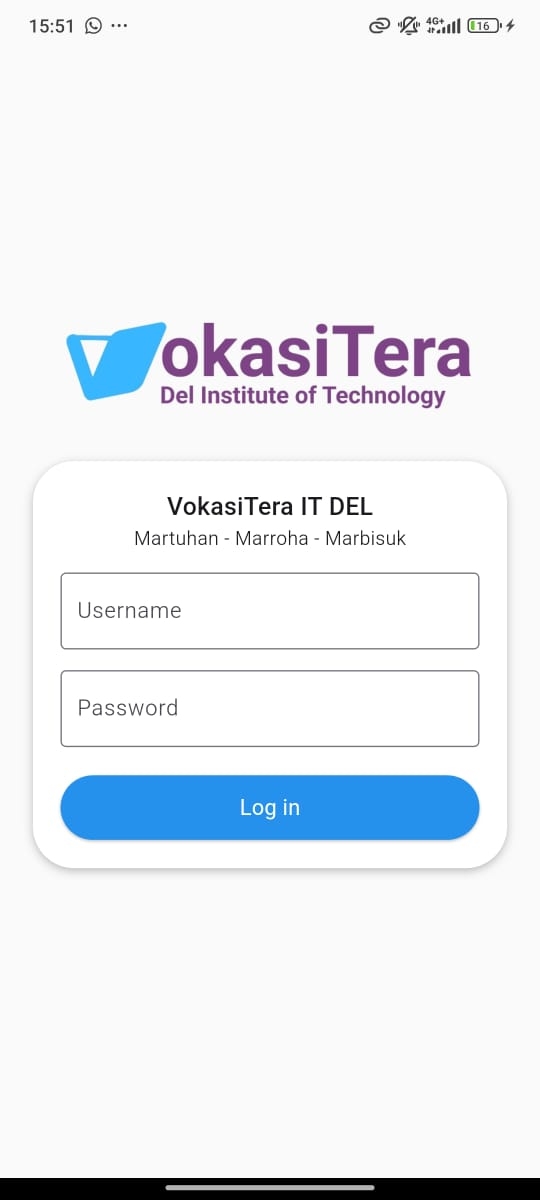 15:51
4G+
16
VokasiTera
Del Institute of Technology
VokasiTera IT DEL
Martuhan - Marroha - Marbisuk
Username
Password
Log in